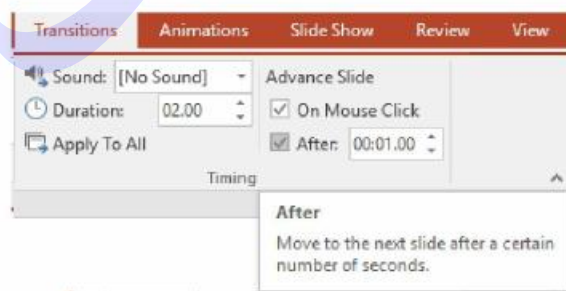 Transitions Animations Slide Show Review View
Sound: [No Sound] Advance Slide
Duration: 02.00 On Mouse Click
Apply To All After: 00:01.00
Timing
After
Move to the next slide after a certain
number of seconds.